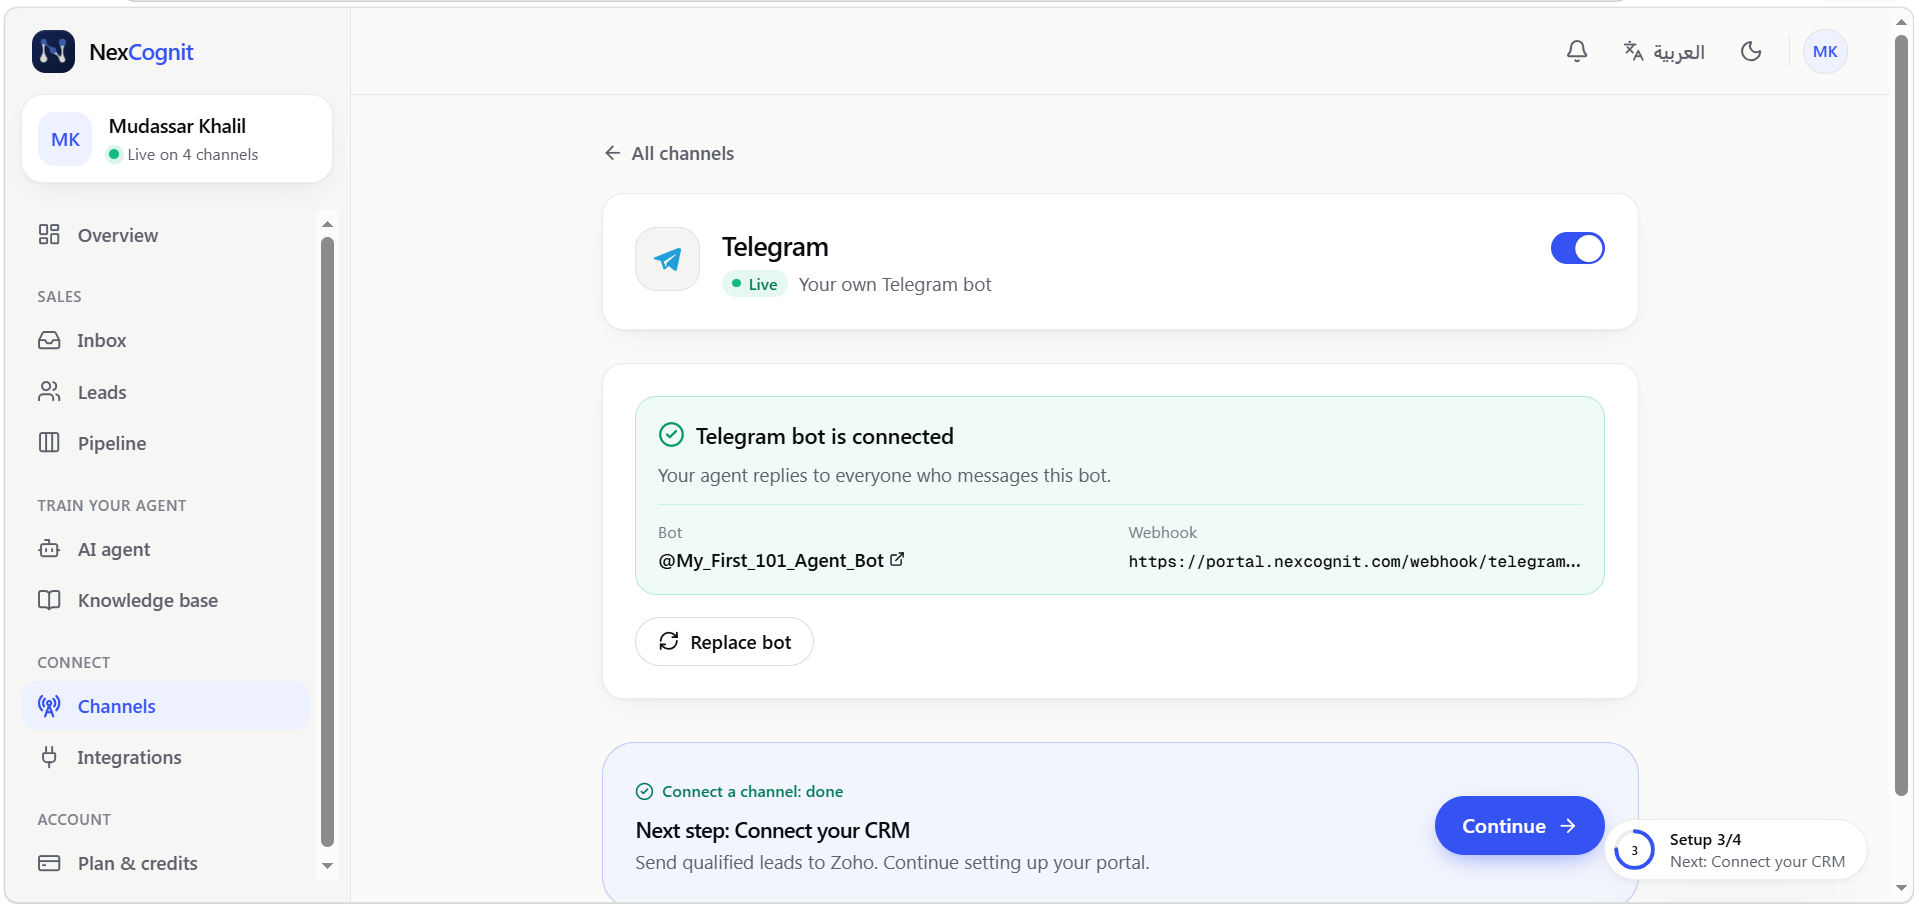 NexCognit
العربية
MK
MK
Mudassar Khalil
Live on 4 channels
Overview
SALES
Inbox
Leads
Pipeline
TRAIN YOUR AGENT
AI agent
Knowledge base
CONNECT
Channels
Integrations
ACCOUNT
Plan & credits
All channels
Telegram
Live
Your own Telegram bot
Telegram bot is connected
Your agent replies to everyone who messages this bot.
Bot
@My_First_101_Agent_Bot
Webhook
https://portal.nexcognit.com/webhook/telegram...
Replace bot
Connect a channel: done
Next step: Connect your CRM
Send qualified leads to Zoho. Continue setting up your portal.
Continue
3
Setup 3/4
Next: Connect your CRM